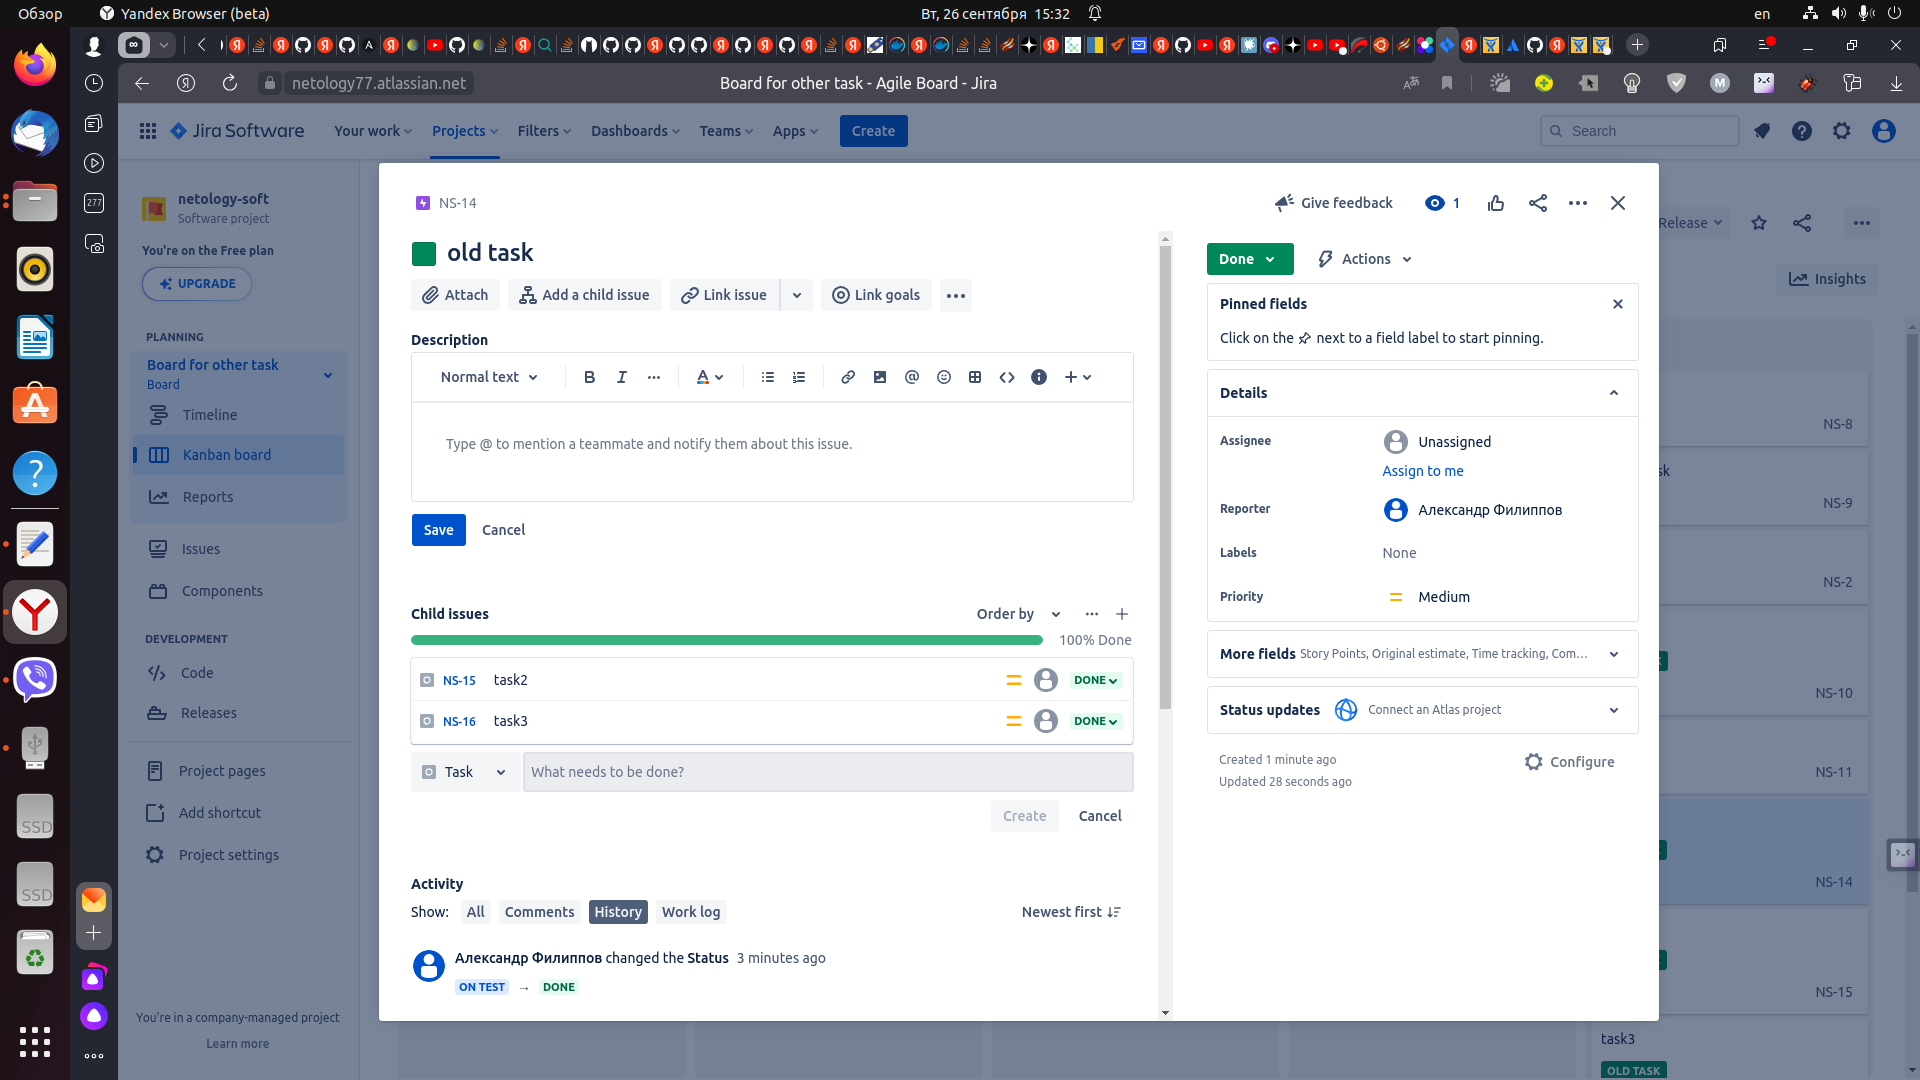 Обзор
Yandex Browser (beta)
Вт, 26 сентября 15:32
en
netology77.atlassian.net
Board for other task - Agile Board - Jira
Jira Software
Your work
Projects
Filters
Dashboards
Teams
Apps
Create
Search
277
netology-soft
Software project
You're on the Free plan
UPGRADE
PLANNING
Board for other task
Board
Timeline
Kanban board
Reports
Issues
Components
DEVELOPMENT
Code
Releases
Project pages
Add shortcut
Project settings
You're in a company-managed project
Learn more
NS-14
Give feedback
1
old task
Attach
Add a child issue
Link issue
Link goals
Description
Normal text
Type @ to mention a teammate and notify them about this issue.
Save
Cancel
Child issues
Order by
100% Done
NS-15 task2 DONE
NS-16 task3 DONE
Task
What needs to be done?
Create
Cancel
Activity
Show: All Comments History Work log
Newest first
Александр Филиппов changed the Status 3 minutes ago
ON TEST → DONE
Done
Actions
Pinned fields
Click on the next to a field label to start pinning.
Details
Assignee
Unassigned
Assign to me
Reporter
Александр Филиппов
Labels
None
Priority
Medium
More fields Story Points, Original estimate, Time tracking, Com...
Status updates
Connect an Atlas project
Created 1 minute ago
Updated 28 seconds ago
Configure
Release
Insights
NS-8
sk
NS-9
NS-2
NS-10
NS-11
NS-14
NS-15
task3
OLD TASK
SSD
SSD